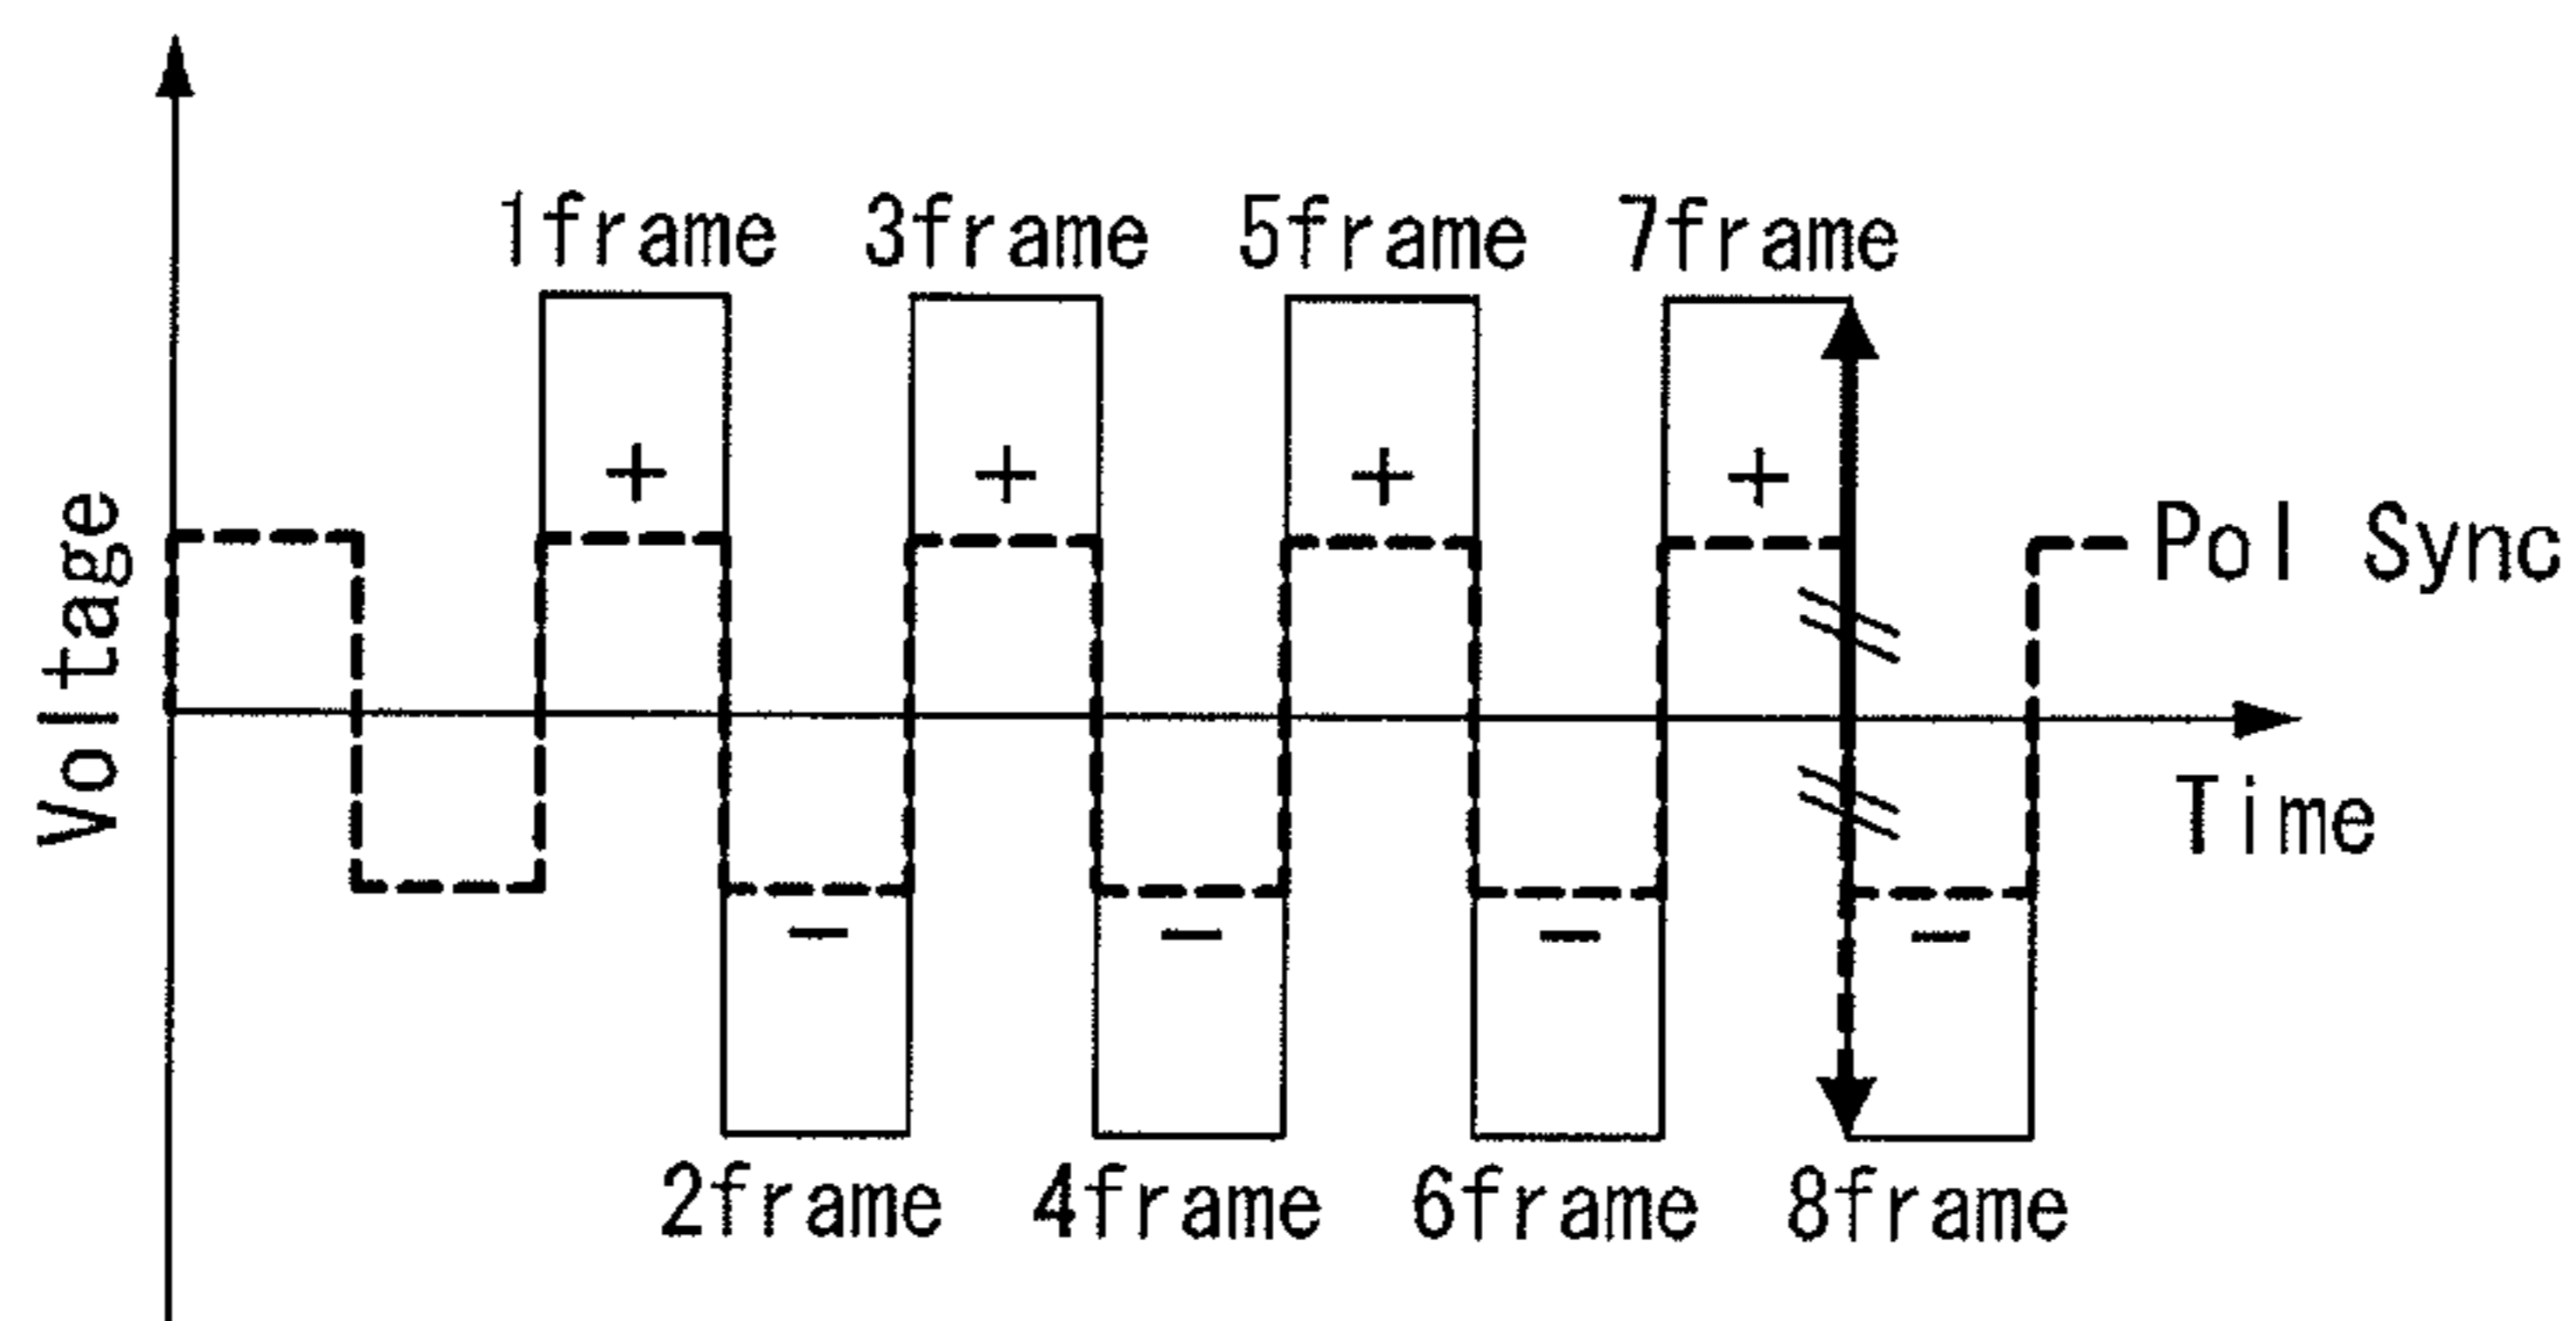 1frame 3frame 5frame 7frame
+ + + +
Voltage
Pol Sync
- - - -
Time
2frame 4frame 6frame 8frame